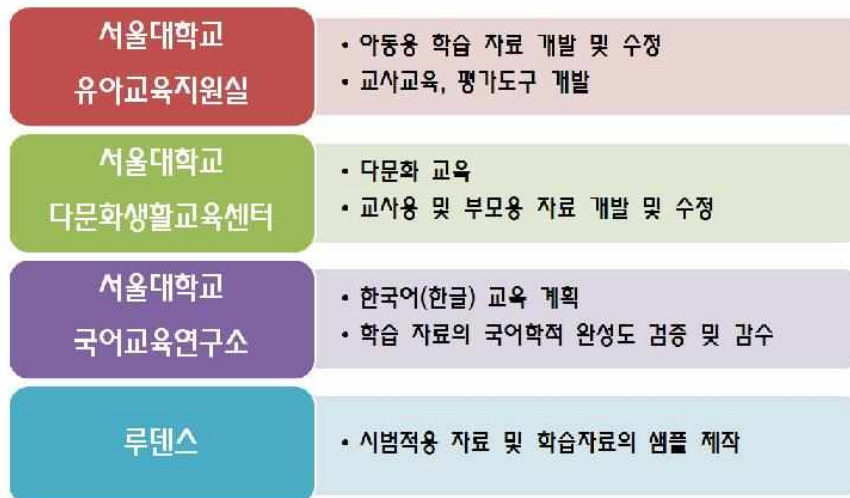 서울대학교
유아교육지원실
• 아동용 학습 자료 개발 및 수정
• 교사교육, 평가도구 개발
서울대학교
다문화생활교육센터
• 다문화 교육
• 교사용 및 부모용 자료 개발 및 수정
서울대학교
국어교육연구소
• 한국어(한글) 교육 계획
• 학습 자료의 국어학적 완성도 검증 및 감수
루덴스
• 시범적용 자료 및 학습자료의 샘플 제작